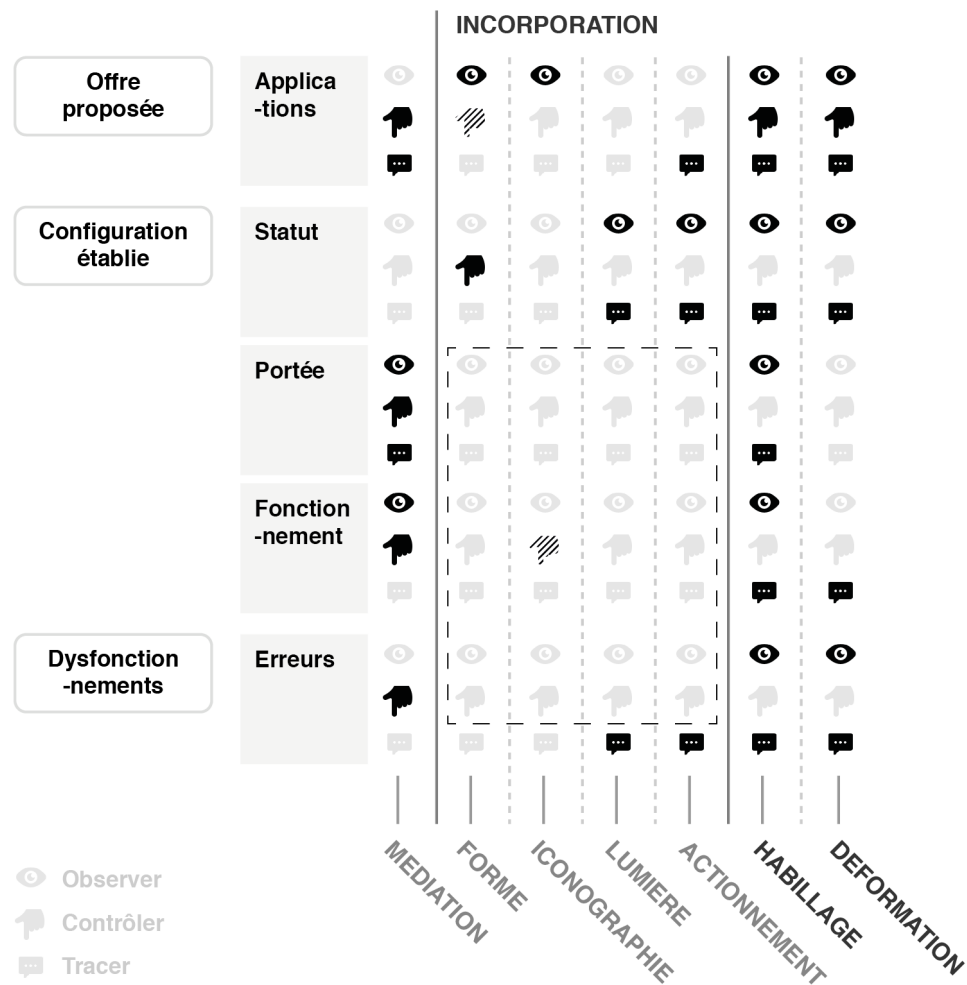 INCORPORATION
Offre
proposée
Applica
-tions
Configuration
établie
Statut
Portée
Fonction
-nement
Dysfonction
-nements
Erreurs
MEDIATION
FORME
ICONOGRAPHIE
LUMIERE
ACTIONNEMENT
HABILLAGE
DEFORMATION
Observer
Contrôler
Tracer